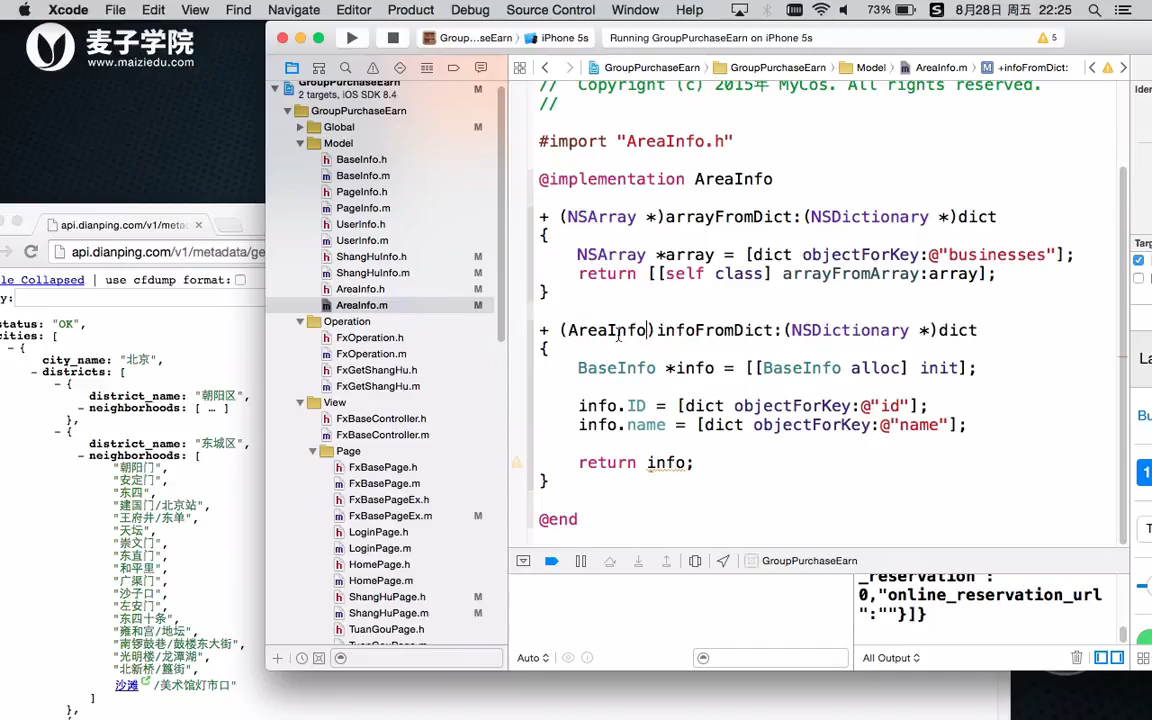 Xcode File Edit View Find Navigate Editor Product Debug Source Control Window Help 73% S 8月28日 周五 22:25
麦子学院
www.maiziedu.com
Group...seEarn iPhone 5s Running GroupPurchaseEarn on iPhone 5s 5
GroupPurchaseEarn GroupPurchaseEarn Model AreaInfo.m M +infoFromDict:
GroupPurchaseEarn M
2 targets, iOS SDK 8.4
GroupPurchaseEarn
Global M
Model
BaseInfo.h
BaseInfo.m
PageInfo.h
PageInfo.m
UserInfo.h
UserInfo.m
ShangHuInfo.h M
ShangHuInfo.m M
AreaInfo.h M
AreaInfo.m M
Operation
FxOperation.h
FxOperation.m
FxGetShangHu.h
FxGetShangHu.m
View
FxBaseController.h
FxBaseController.m
Page
FxBasePage.h
FxBasePage.m
FxBasePageEx.h
FxBasePageEx.m M
LoginPage.h
LoginPage.m
HomePage.h
HomePage.m
ShangHuPage.h M
ShangHuPage.m M
TuanGouPage.h
// Copyright (c) 2015年 MyCos. All rights reserved.
//
#import "AreaInfo.h"
@implementation AreaInfo
+ (NSArray *)arrayFromDict:(NSDictionary *)dict
{
NSArray *array = [dict objectForKey:@"businesses"];
return [[self class] arrayFromArray:array];
}
+ (AreaInfo)infoFromDict:(NSDictionary *)dict
{
BaseInfo *info = [[BaseInfo alloc] init];
info.ID = [dict objectForKey:@"id"];
info.name = [dict objectForKey:@"name"];
return info;
}
@end
GroupPurchaseEarn
_reservation":
0,"online_reservation_url
":""}]}
Auto All Output
Iden
Targ
La
Bu
1
T
api.dianping.com/v1/metad
api.dianping.com/v1/metadata/ge
le Collapsed | use cfdump format:
y:
status: "OK",
cities: [
- {
city_name: "北京",
- districts: [
- {
district_name: "朝阳区",
- neighborhoods: [ … ]
},
- {
district_name: "东城区",
- neighborhoods: [
"朝阳门",
"安定门",
"东四",
"建国门/北京站",
"王府井/东单",
"天坛",
"崇文门",
"东直门",
"和平里",
"广渠门",
"沙子口",
"左安门",
"东四十条",
"雍和宫/地坛",
"南锣鼓巷/鼓楼东大街",
"光明楼/龙潭湖",
"北新桥/簋街",
沙滩 /美术馆灯市口"
]
},